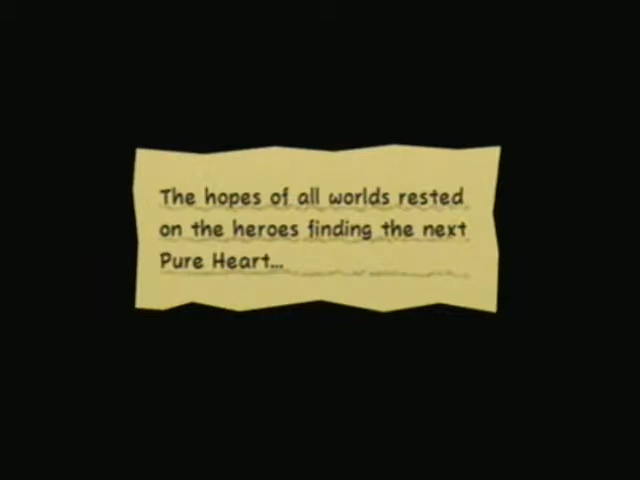 The hopes of all worlds rested
on the heroes finding the next
Pure Heart...